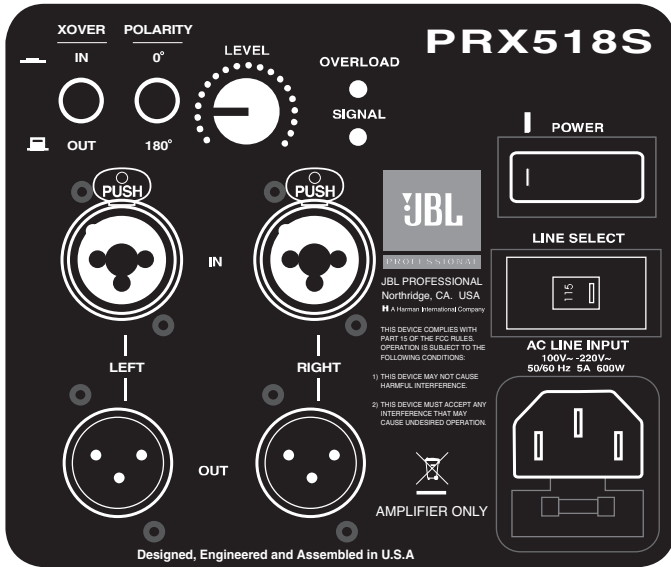 XOVER POLARITY
IN 0°
OUT 180°
LEVEL
OVERLOAD
SIGNAL
PRX518S
POWER
PUSH
PUSH
IN
LEFT
RIGHT
OUT
JBL
PROFESSIONAL
JBL PROFESSIONAL
Northridge, CA. USA
H A Harman International Company
THIS DEVICE COMPLIES WITH
PART 15 OF THE FCC RULES.
OPERATION IS SUBJECT TO THE
FOLLOWING CONDITIONS:
1) THIS DEVICE MAY NOT CAUSE
HARMFUL INTERFERENCE.
2) THIS DEVICE MUST ACCEPT ANY
INTERFERENCE THAT MAY
CAUSE UNDESIRED OPERATION.
AMPLIFIER ONLY
LINE SELECT
115
AC LINE INPUT
100V~ -220V~
50/60 Hz 5A 600W
Designed, Engineered and Assembled in U.S.A